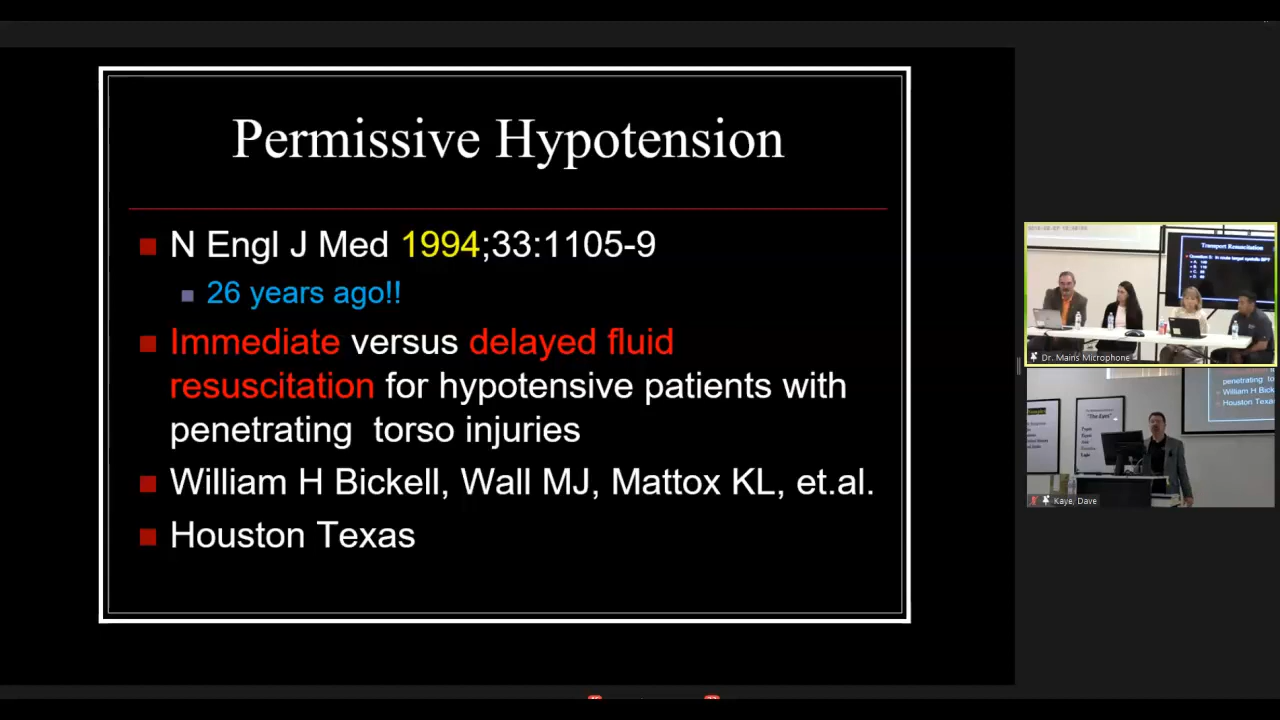 Permissive Hypotension
N Engl J Med 1994;33:1105-9
26 years ago!!
Immediate versus delayed fluid
resuscitation for hypotensive patients with
penetrating  torso injuries
William H Bickell, Wall MJ, Mattox KL, et.al.
Houston Texas
Transport Resuscitation
Dr. Mains Microphone
penetrating to
William H Bick
Houston Texas
"The Eyes"
Kaye, Dave